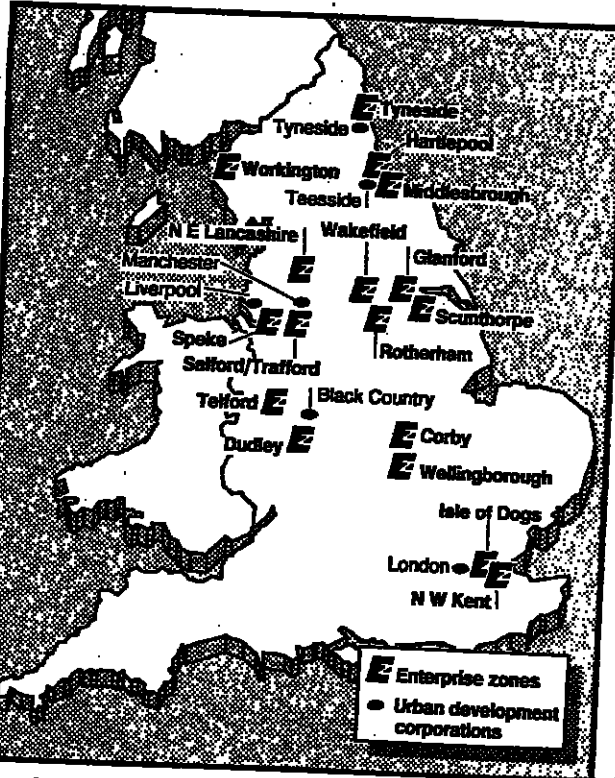 Tyneside
Tyneside
Hartlepool
Workington
Teesside
Middlesbrough
N E Lancashire
Wakefield
Glanford
Manchester
Liverpool
Scunthorpe
Speke
Rotherham
Salford/Trafford
Telford
Black Country
Dudley
Corby
Wellingborough
Isle of Dogs
London
N W Kent
EZ Enterprise zones
Urban development
corporations